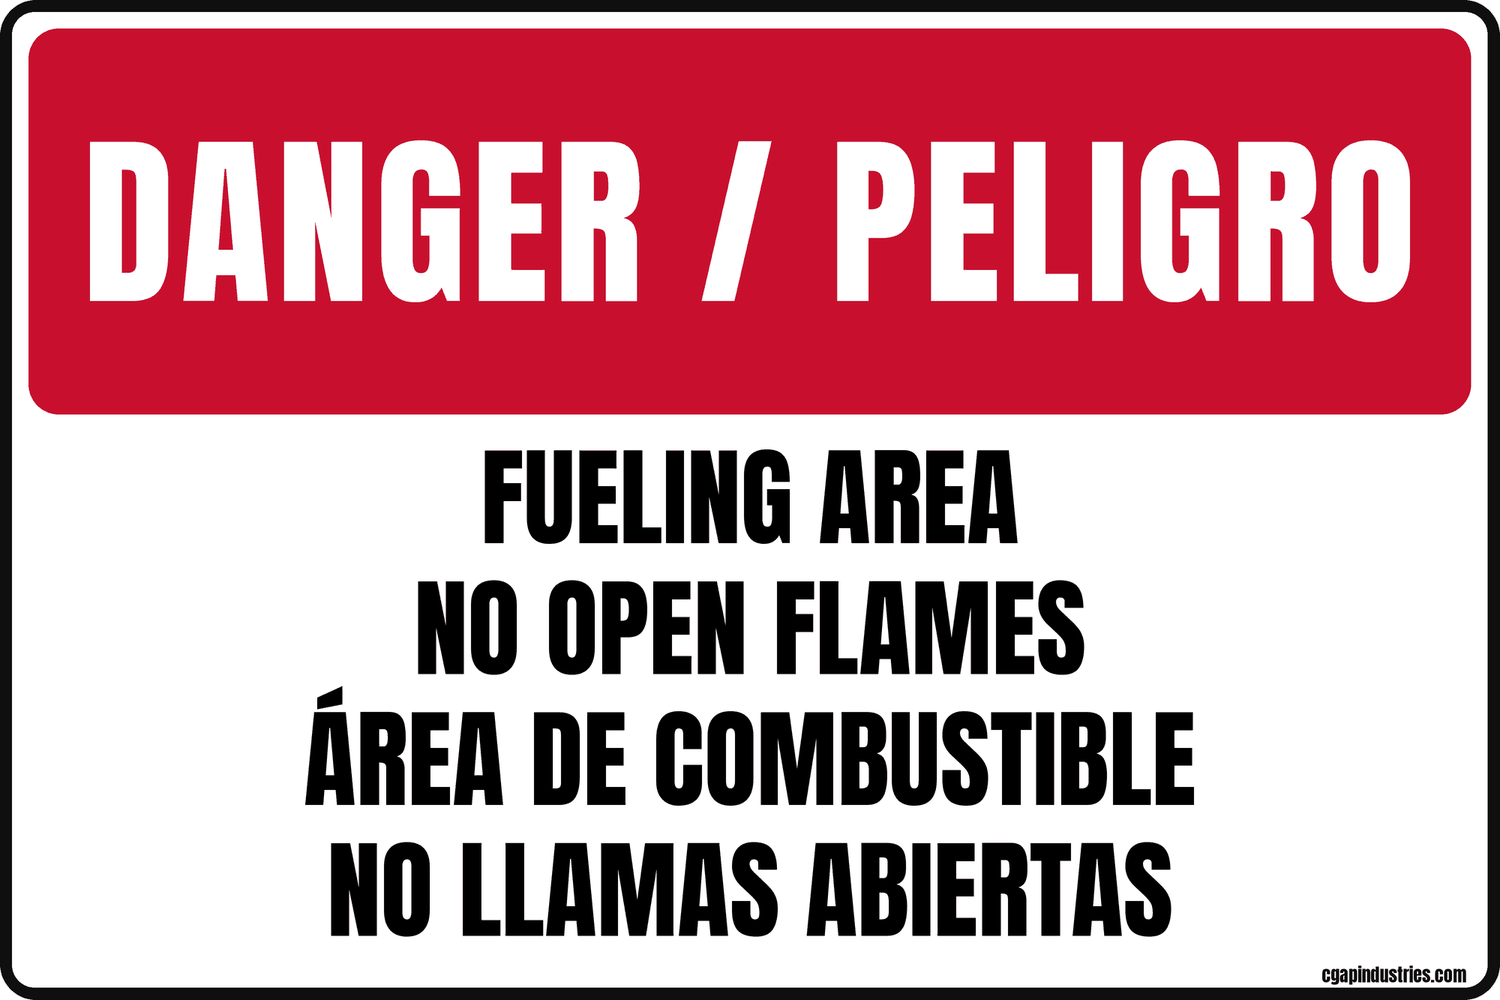 DANGER / PELIGRO
FUELING AREA
NO OPEN FLAMES
ÁREA DE COMBUSTIBLE
NO LLAMAS ABIERTAS
cgapindustries.com